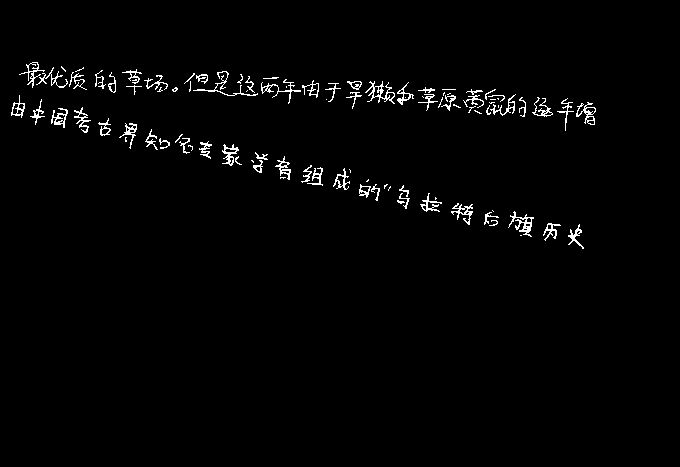 最优质的草场。但是这两年由于旱獭和草原黄鼠的逐年增
由中国考古界知名专家学者组成的“乌拉特后旗历史